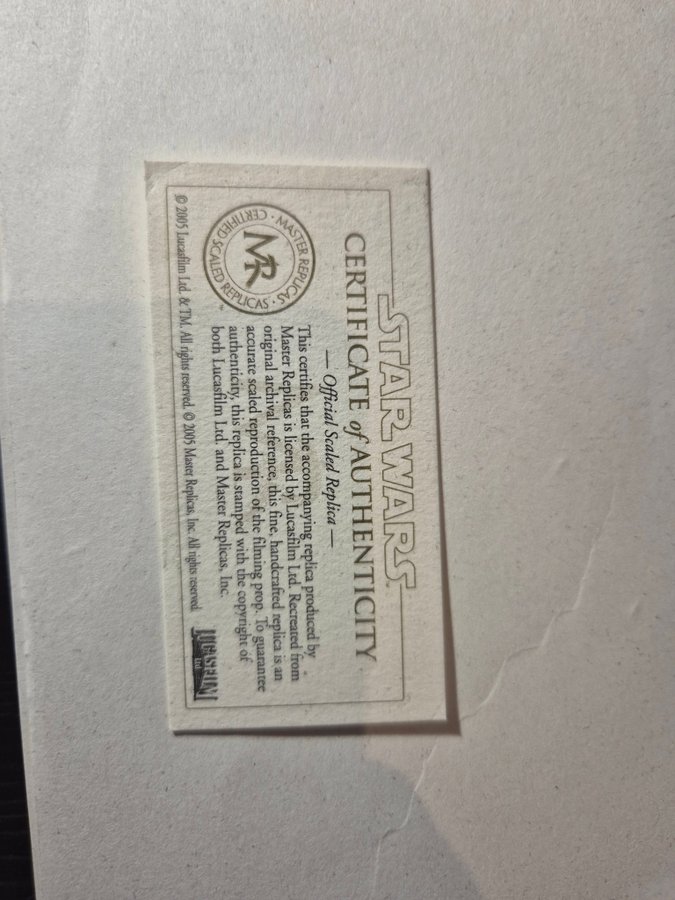 STAR WARS
CERTIFICATE of AUTHENTICITY
— Official Scaled Replica —
This certifies that the accompanying replica produced by
Master Replicas is licensed by Lucasfilm Ltd. Recreated from
original archival reference, this fine, handcrafted replica is an
accurate scaled reproduction of the filming prop. To guarantee
authenticity, this replica is stamped with the copyright of
both Lucasfilm Ltd. and Master Replicas, Inc.
MASTER REPLICAS · CERTIFIED SCALED REPLICAS ·
MR
LUCASFILM
Ltd.
© 2005 Lucasfilm Ltd. & TM. All rights reserved. © 2005 Master Replicas, Inc. All rights reserved.